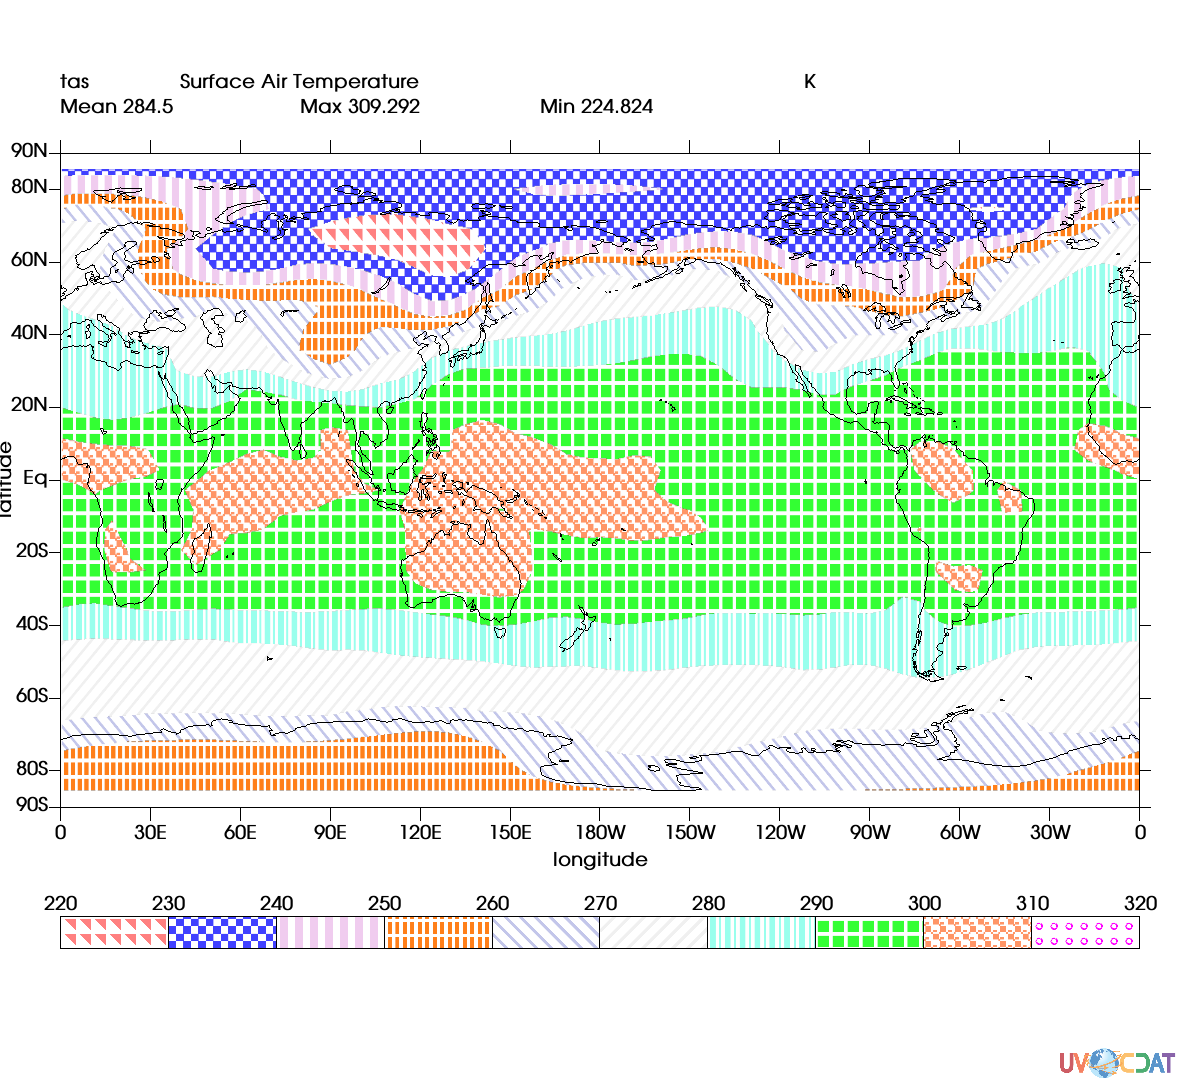 tas Surface Air Temperature K
Mean 284.5 Max 309.292 Min 224.824
90N
80N
60N
40N
20N
Eq
20S
40S
60S
80S
90S
latitude
0 30E 60E 90E 120E 150E 180W 150W 120W 90W 60W 30W 0
longitude
220 230 240 250 260 270 280 290 300 310 320
UV CDAT